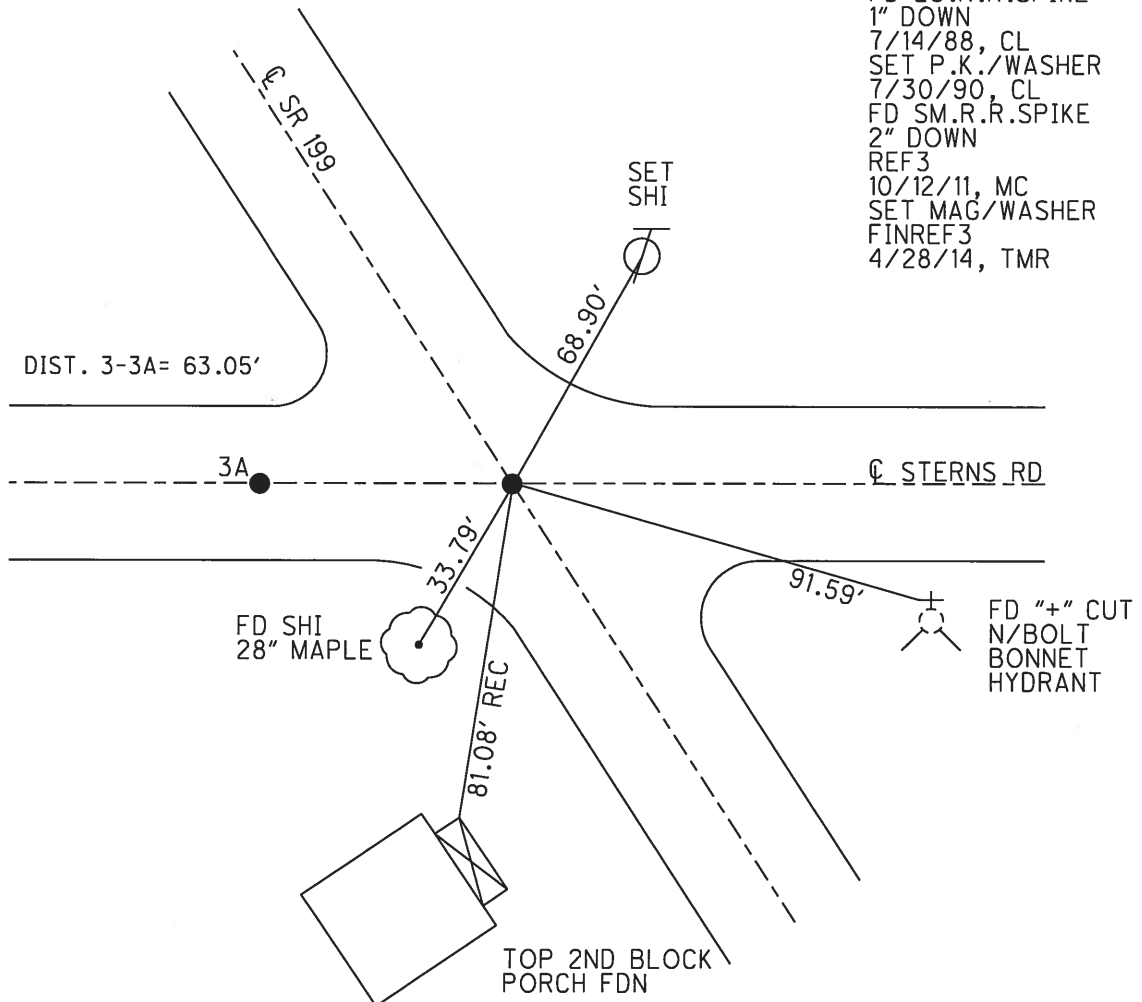 1" DOWN
7/14/88, CL
SET P.K./WASHER
7/30/90, CL
FD SM.R.R.SPIKE
2" DOWN
REF3
10/12/11, MC
SET MAG/WASHER
FINREF3
4/28/14, TMR
℄ SR 199
SET
SHI
68.90'
DIST. 3-3A= 63.05'
3A
℄ STERNS RD
33.79'
91.59'
FD SHI
28" MAPLE
FD "+" CUT
N/BOLT
BONNET
HYDRANT
81.08' REC
TOP 2ND BLOCK
PORCH FDN